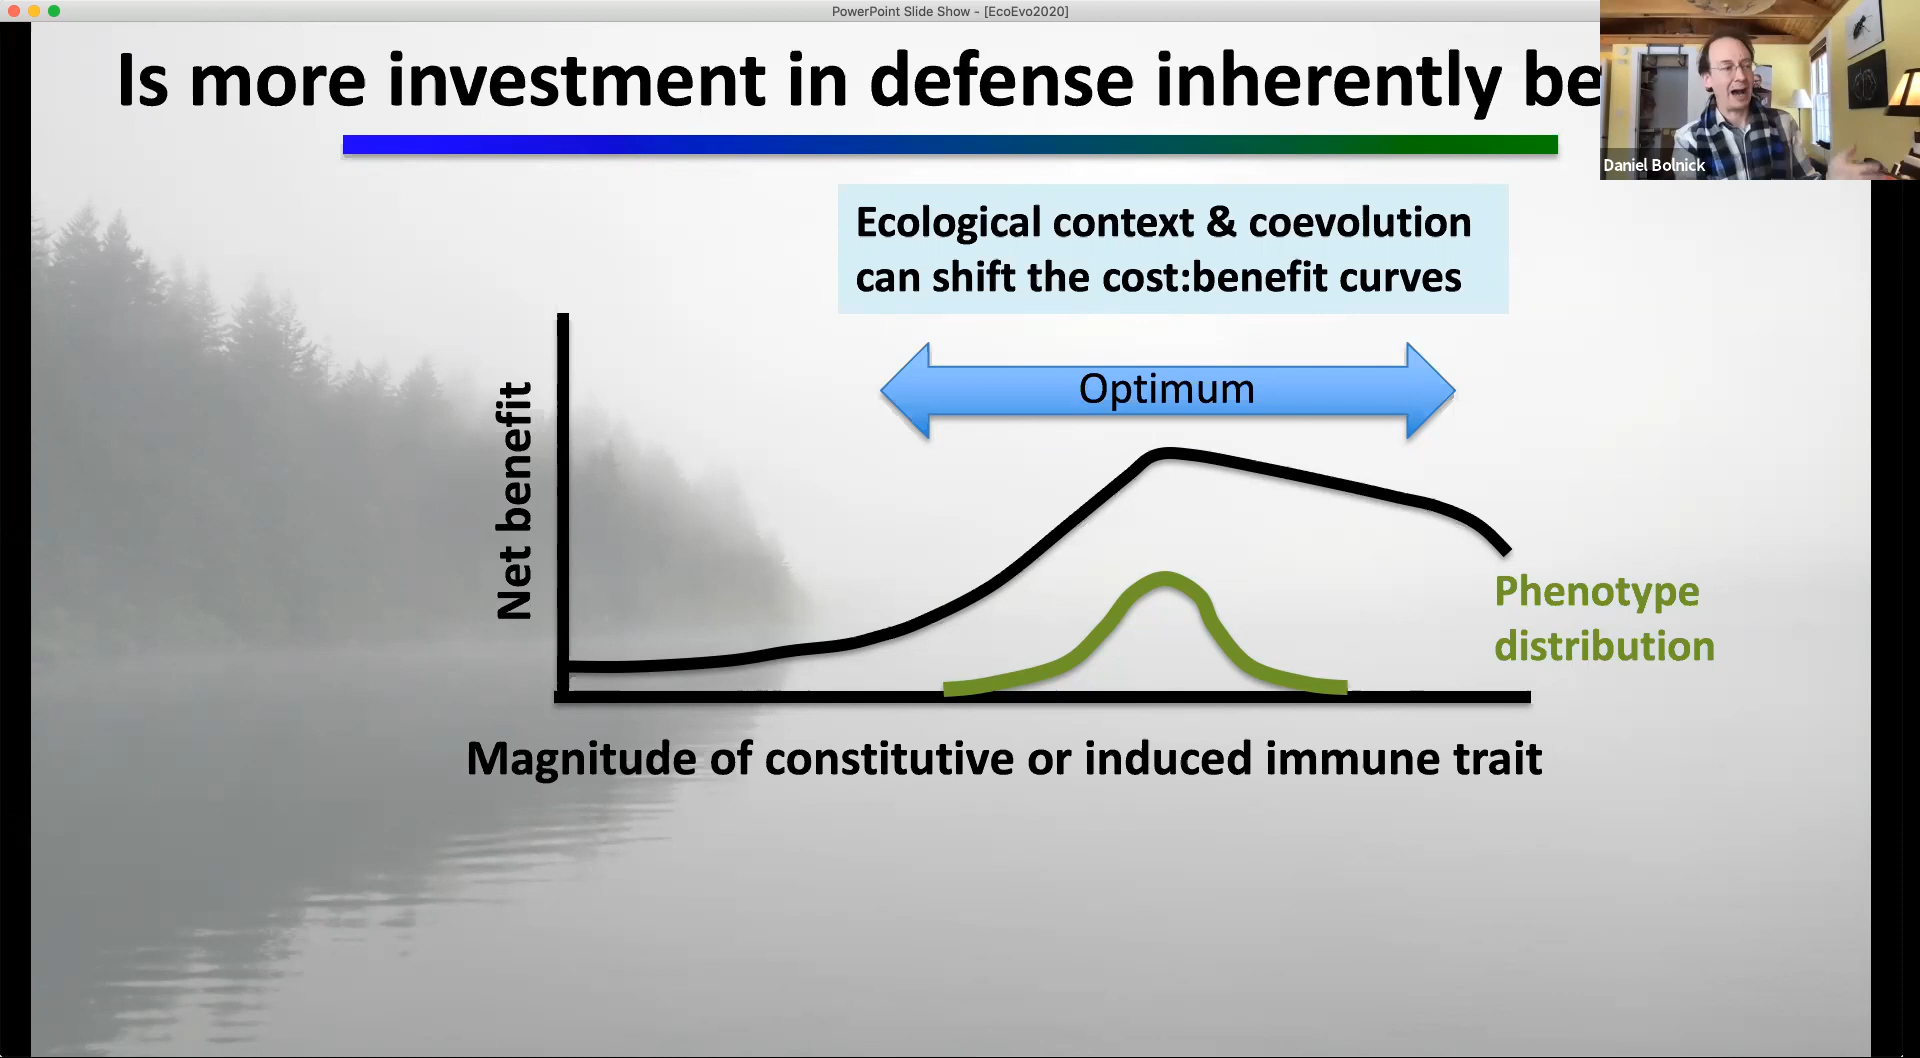 PowerPoint Slide Show - [EcoEvo2020]
Is more investment in defense inherently
Daniel Bolnick
Ecological context & coevolution
can shift the cost:benefit curves
Optimum
Net benefit
Phenotype
distribution
Magnitude of constitutive or induced immune trait